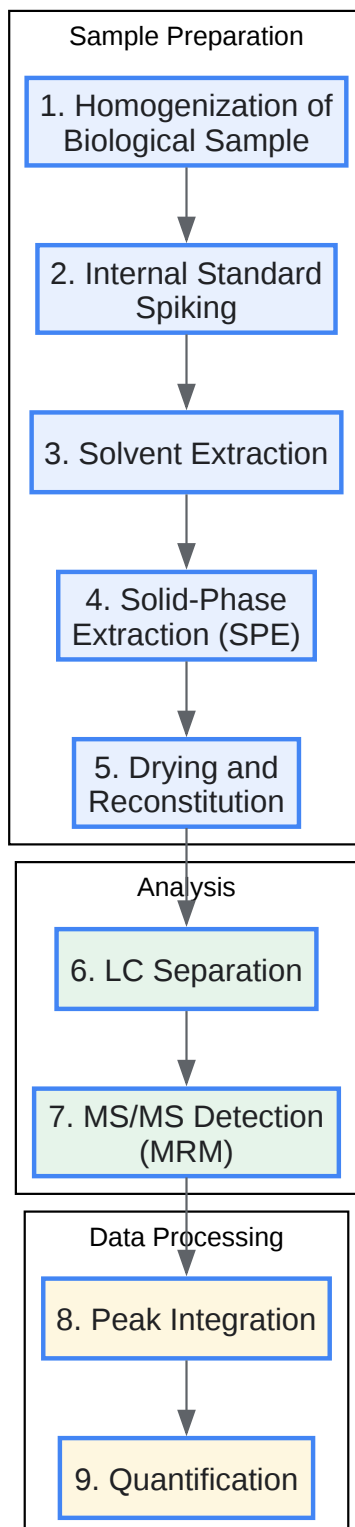 Sample Preparation
1. Homogenization of
Biological Sample
2. Internal Standard
Spiking
3. Solvent Extraction
4. Solid-Phase
Extraction (SPE)
5. Drying and
Reconstitution
Analysis
6. LC Separation
7. MS/MS Detection
(MRM)
Data Processing
8. Peak Integration
9. Quantification